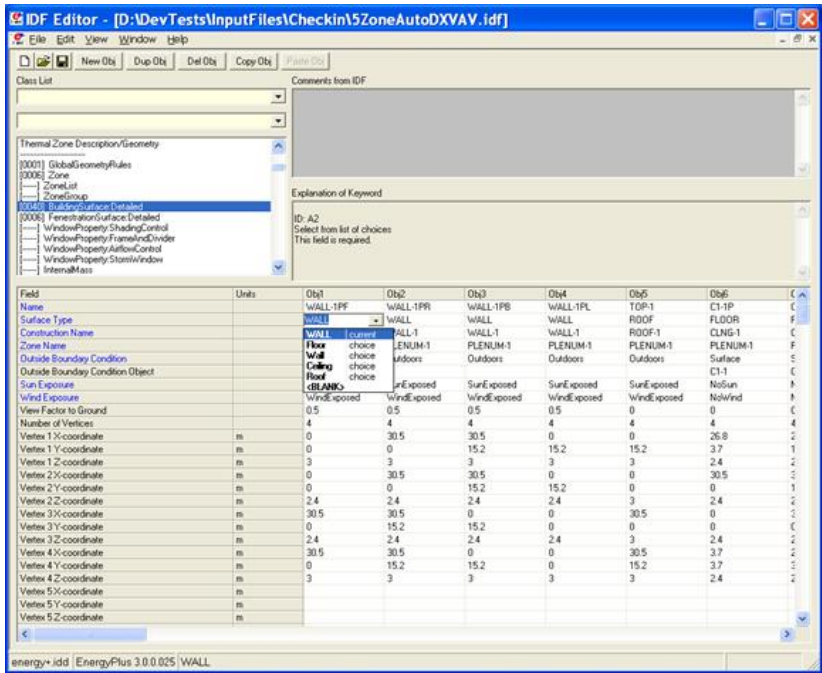 IDF Editor - [D:\DevTests\InputFiles\Checkin\5ZoneAutoDXVAV.idf]
File Edit View Window Help
New Obj Dup Obj Del Obj Copy Obj Paste Obj
Class List
Comments from IDF
Thermal Zone Description/Geometry
[0001] GlobalGeometryRules
[0006] Zone
[-----] ZoneList
[-----] ZoneGroup
[0040] BuildingSurface:Detailed
[0006] FenestrationSurface:Detailed
[-----] WindowProperty:ShadingControl
[-----] WindowProperty:FrameAndDivider
[-----] WindowProperty:AirflowControl
[-----] WindowProperty:StormWindow
[-----] InternalMass
Explanation of Keyword
ID: A2
Select from list of choices
This field is required.
Field Units Obj1 Obj2 Obj3 Obj4 Obj5 Obj6
Name WALL-1PF WALL-1PR WALL-1PB WALL-1PL TOP-1 C1-1P
Surface Type WALL WALL WALL WALL ROOF FLOOR
Construction Name WALL-1 WALL-1 ROOF-1 CLNG-1
Zone Name PLENUM-1 PLENUM-1 PLENUM-1 PLENUM-1
Outside Boundary Condition Outdoors Outdoors Outdoors Surface
Outside Boundary Condition Object C1-1
Sun Exposure SunExposed SunExposed SunExposed NoSun
Wind Exposure WindExposed WindExposed WindExposed WindExposed WindExposed NoWind
WALL current
Floor choice
Wall choice
Ceiling choice
Roof choice
<BLANK>
View Factor to Ground 0.5 0.5 0.5 0.5 0 0
Number of Vertices 4 4 4 4 4 4
Vertex 1 X-coordinate m 0 30.5 30.5 0 0 26.8
Vertex 1 Y-coordinate m 0 0 15.2 15.2 15.2 3.7
Vertex 1 Z-coordinate m 3 3 3 3 3 2.4
Vertex 2 X-coordinate m 0 30.5 30.5 0 0 30.5
Vertex 2 Y-coordinate m 0 0 15.2 15.2 0 0
Vertex 2 Z-coordinate m 2.4 2.4 2.4 2.4 3 2.4
Vertex 3 X-coordinate m 30.5 30.5 0 0 30.5 0
Vertex 3 Y-coordinate m 0 15.2 15.2 0 0 0
Vertex 3 Z-coordinate m 2.4 2.4 2.4 2.4 3 2.4
Vertex 4 X-coordinate m 30.5 30.5 0 0 30.5 3.7
Vertex 4 Y-coordinate m 0 15.2 15.2 0 15.2 3.7
Vertex 4 Z-coordinate m 3 3 3 3 3 2.4
Vertex 5 X-coordinate m
Vertex 5 Y-coordinate m
Vertex 5 Z-coordinate m
energy+.idd EnergyPlus 3.0.0.025 WALL